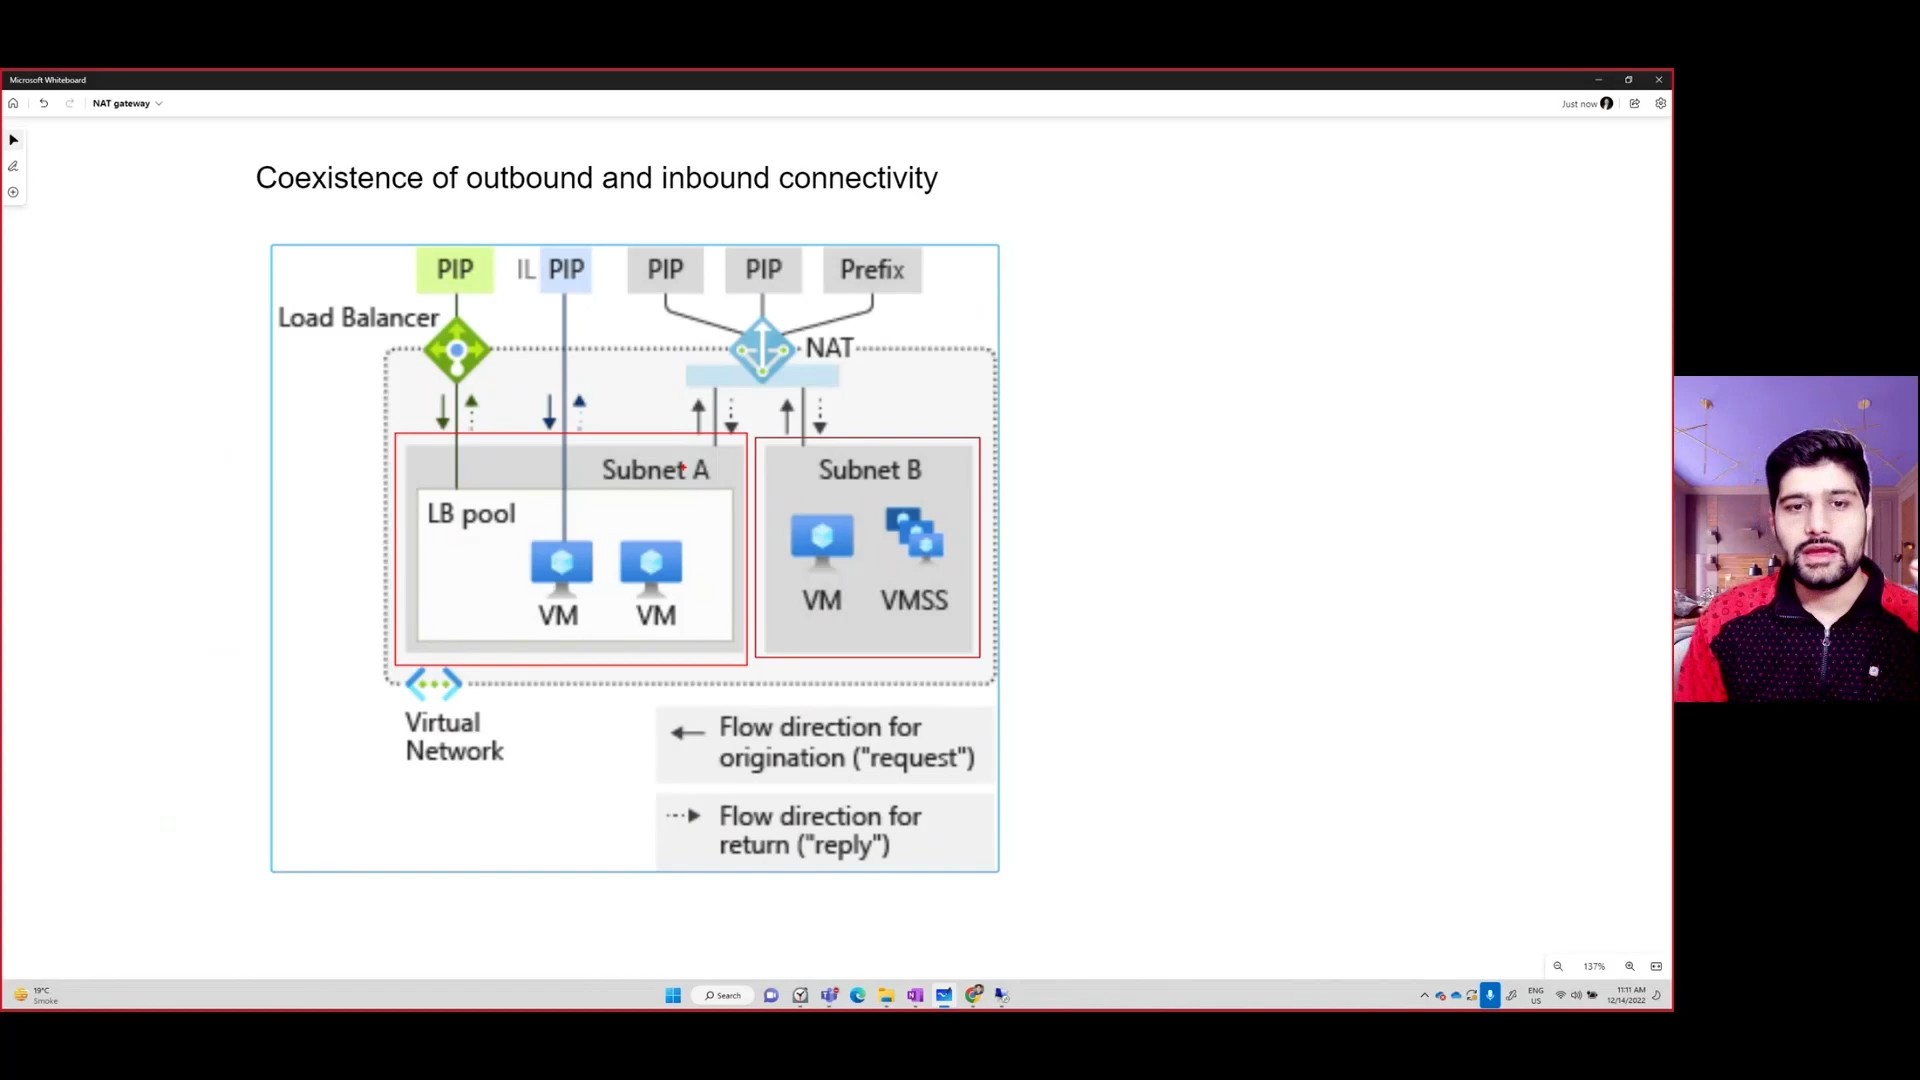 Microsoft Whiteboard
NAT gateway
Just now
Coexistence of outbound and inbound connectivity
PIP
IL PIP
PIP
PIP
Prefix
Load Balancer
NAT
Subnet A
Subnet B
LB pool
VM
VM
VM
VMSS
Virtual
Network
Flow direction for
origination ("request")
Flow direction for
return ("reply")
137%
19°C
Smoke
Search
ENG
US
11:11 AM
12/14/2022